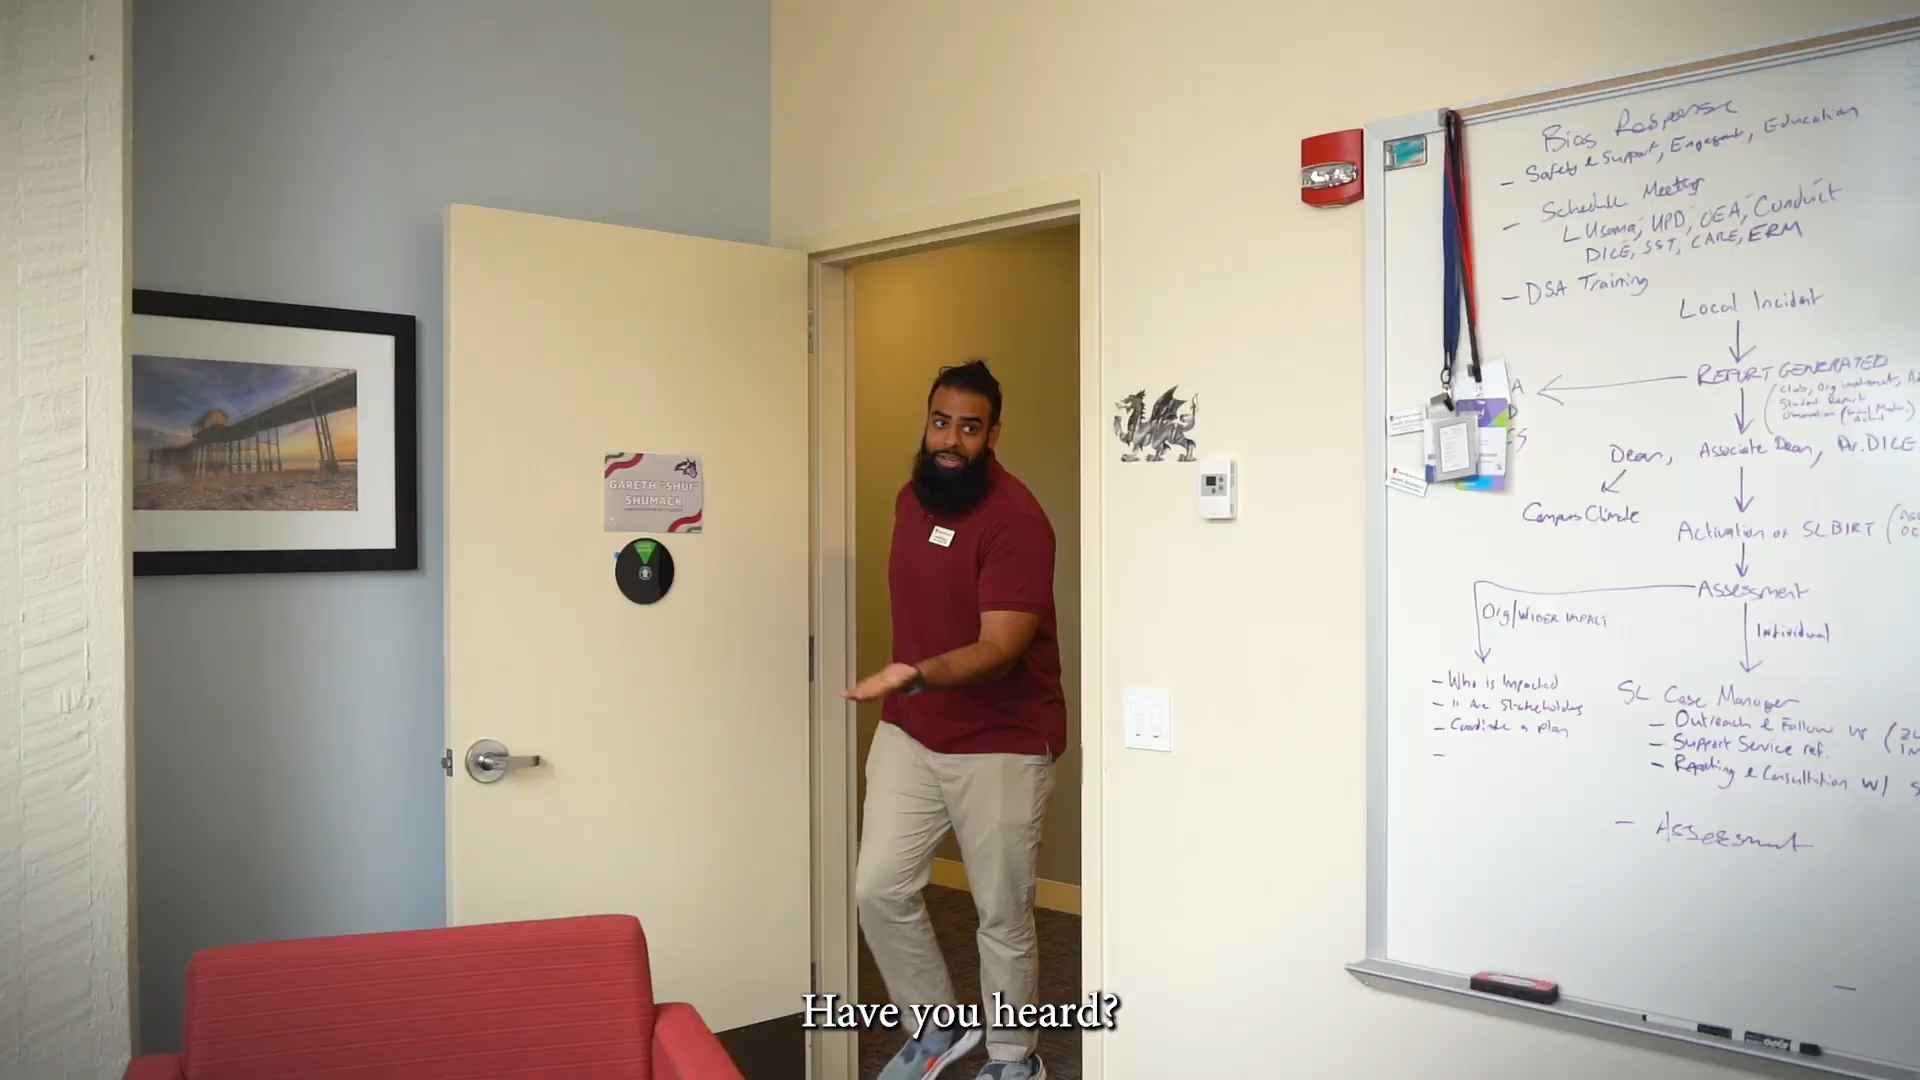 GARETH "SHUI"
SHUMACK
Bias Response
- Safety & Support, Engagement, Education
- Schedule Meeting
Usama, UPD, OEA, Conduct
DICE, SST, CARE, ERM
- DSA Training
Local Incident
REPORT GENERATED
Student Report
Dean, Associate Dean, DICE
Campus Climate
Activation of SLBIRT
Assessment
Org/WIDER IMPACT
Individual
- Who is Impacted
- " Are Stakeholders
- Coordinate a plan
-
SL Case Manager
- Outreach & Follow up
- Support Service ref.
- Reporting & Consultation w/
- Assessment
Have you heard?